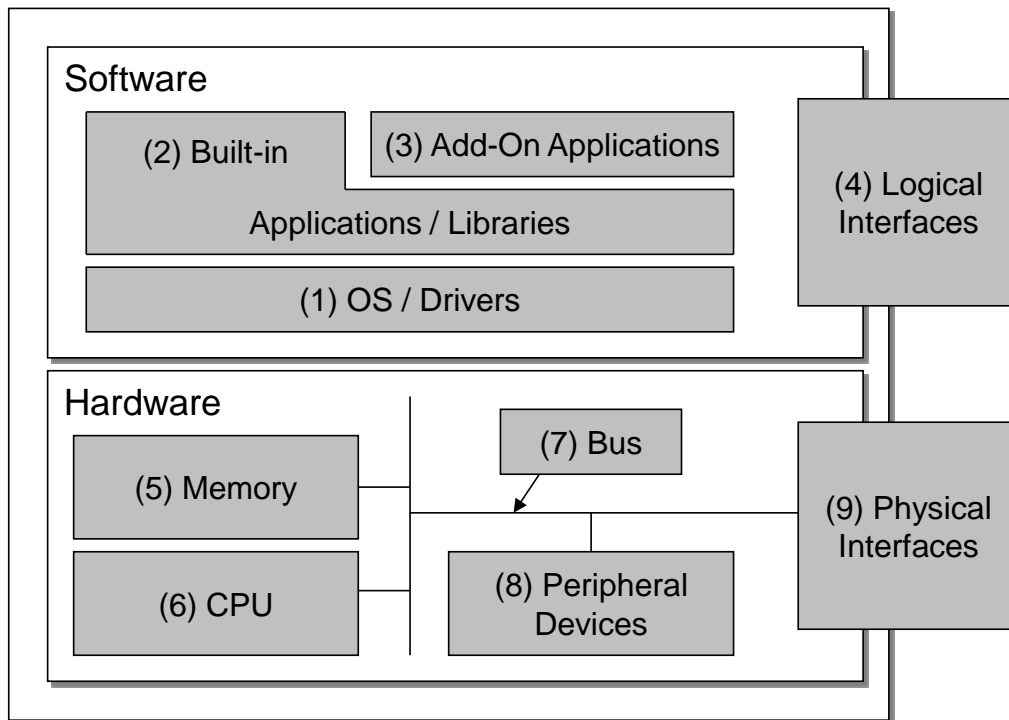 Software
(2) Built-in
(3) Add-On Applications
Applications / Libraries
(1) OS / Drivers
(4) Logical
Interfaces
Hardware
(5) Memory
(6) CPU
(7) Bus
(8) Peripheral
Devices
(9) Physical
Interfaces